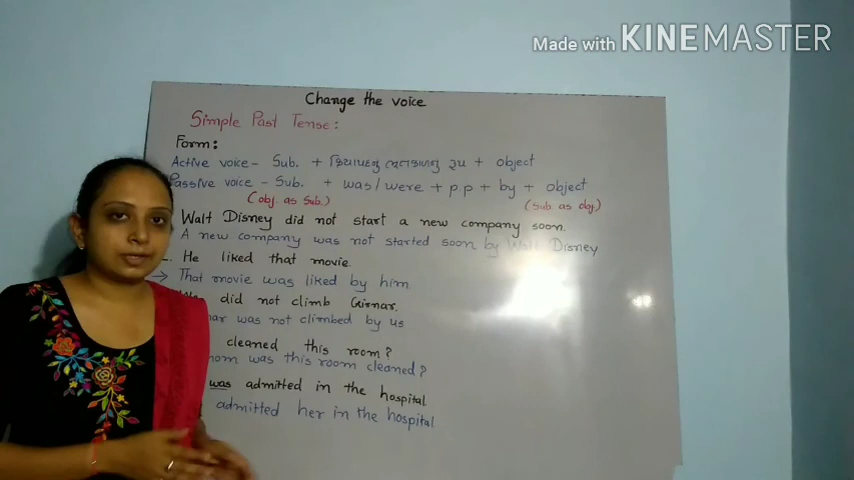 Made with KINEMASTER
Change the voice
Simple Past Tense:
Form:
Active voice - Sub. + ક્રિયાપદનું ભૂતકાળનું રૂપ + object
Passive voice - Sub. + was/were + p.p + by + object
(obj. as Sub.) (sub as obj.)
Walt Disney did not start a new company soon.
A new company was not started soon by Walt Disney
He liked that movie
→ That movie was liked by him
did not climb Girnar.
was not climbed by us
cleaned this room?
was this room cleaned?
was admitted in the hospital
admitted her in the hospital